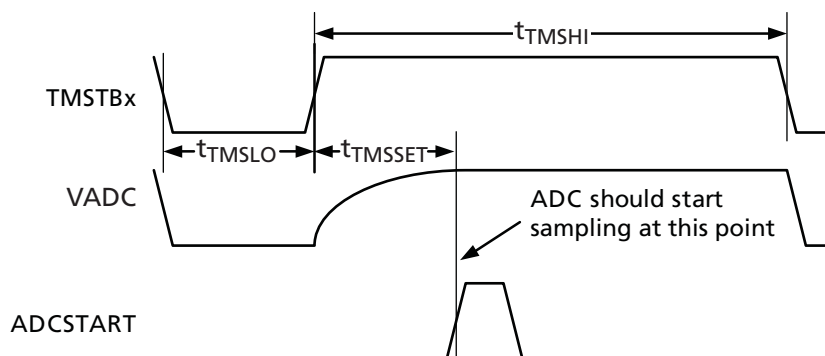 tTMSHI
TMSTBx
tTMSLO
tTMSSET
VADC
ADC should start
sampling at this point
ADCSTART